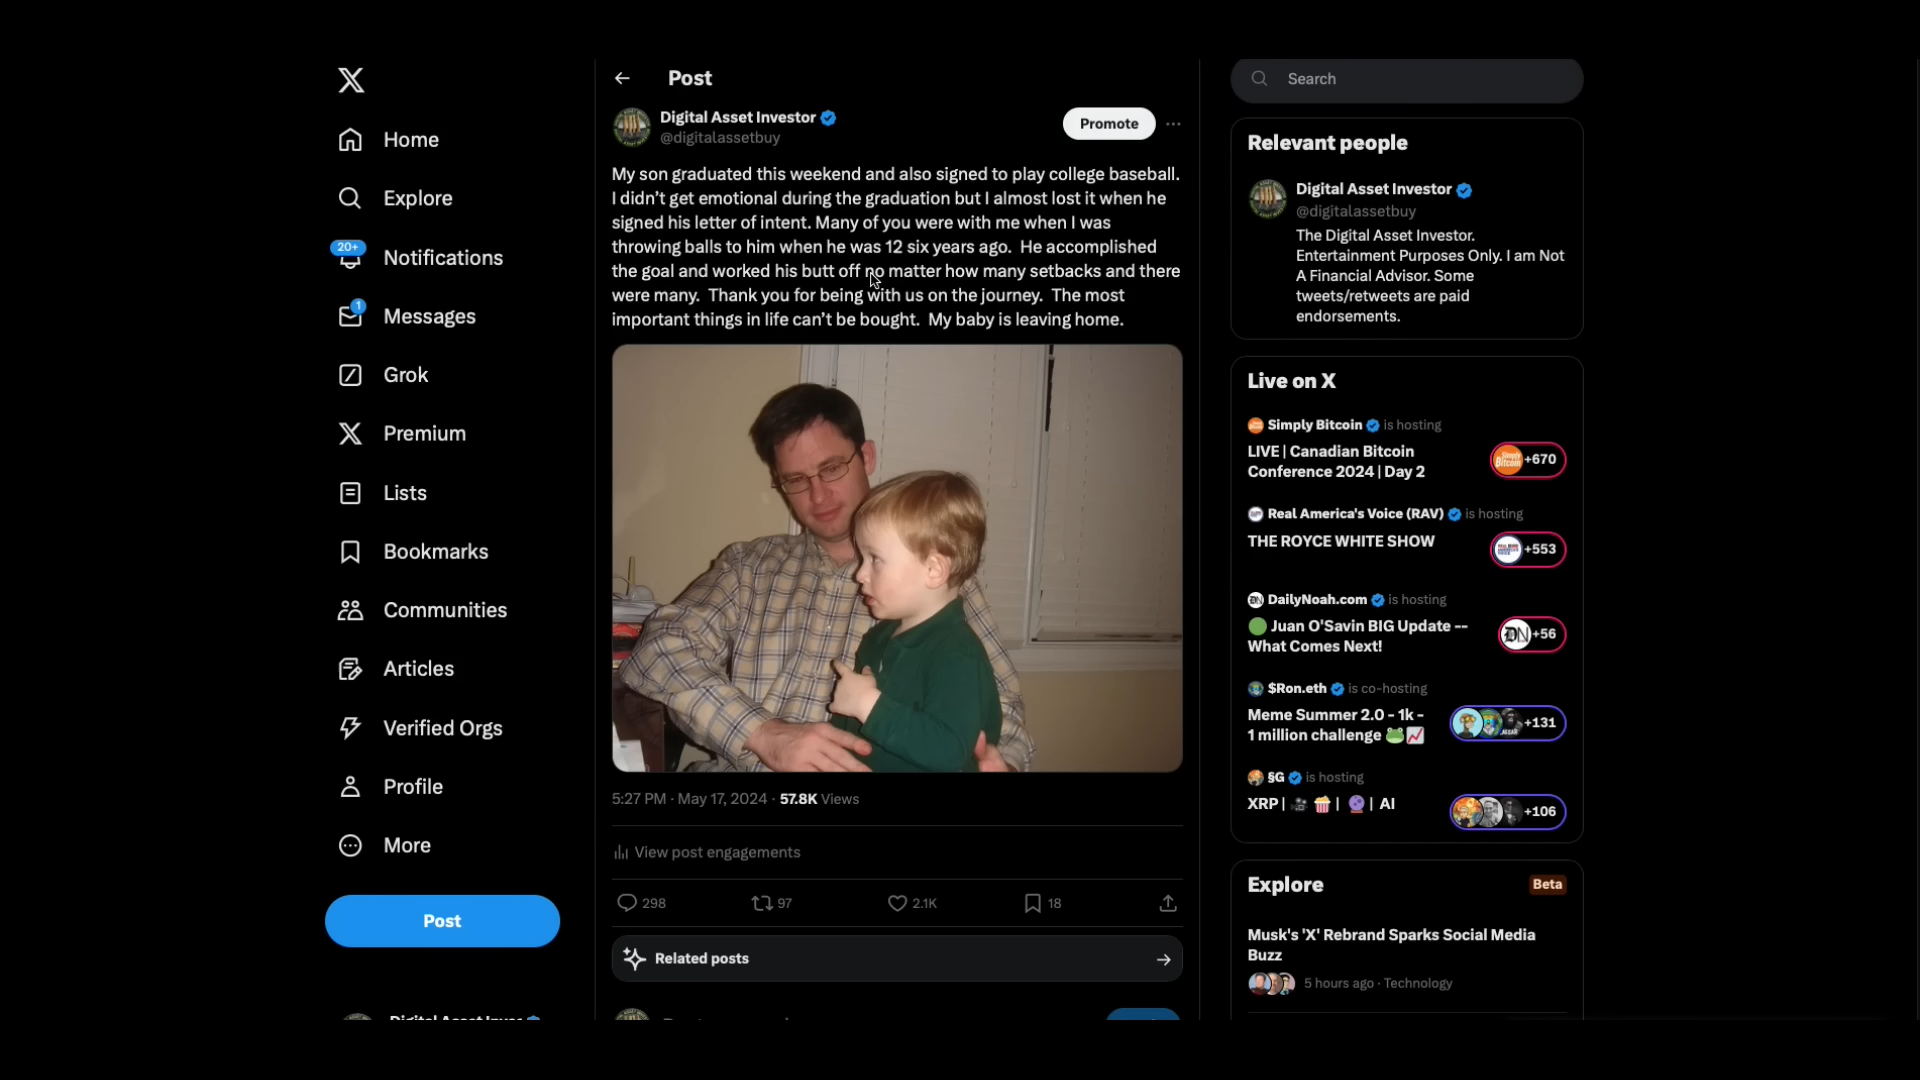 Home
Explore
20+
Notifications
1
Messages
Grok
Premium
Lists
Bookmarks
Communities
Articles
Verified Orgs
Profile
More
Post
Post
Digital Asset Investor
@digitalassetbuy
Promote
My son graduated this weekend and also signed to play college baseball.
I didn’t get emotional during the graduation but I almost lost it when he
signed his letter of intent. Many of you were with me when I was
throwing balls to him when he was 12 six years ago.  He accomplished
the goal and worked his butt off no matter how many setbacks and there
were many.  Thank you for being with us on the journey.  The most
important things in life can’t be bought.  My baby is leaving home.
5:27 PM · May 17, 2024 · 57.8K Views
View post engagements
298 97 2.1K 18
Related posts
Search
Relevant people
Digital Asset Investor
@digitalassetbuy
The Digital Asset Investor.
Entertainment Purposes Only. I am Not
A Financial Advisor. Some
tweets/retweets are paid
endorsements.
Live on X
Simply Bitcoin is hosting
LIVE | Canadian Bitcoin
Conference 2024 | Day 2
+670
Real America's Voice (RAV) is hosting
THE ROYCE WHITE SHOW
+553
DailyNoah.com is hosting
Juan O'Savin BIG Update --
What Comes Next!
+56
$Ron.eth is co-hosting
Meme Summer 2.0 - 1k -
1 million challenge
+131
§G is hosting
XRP | 🎥 🍿 | 🔮 | AI
+106
Explore
Beta
Musk's 'X' Rebrand Sparks Social Media
Buzz
5 hours ago · Technology